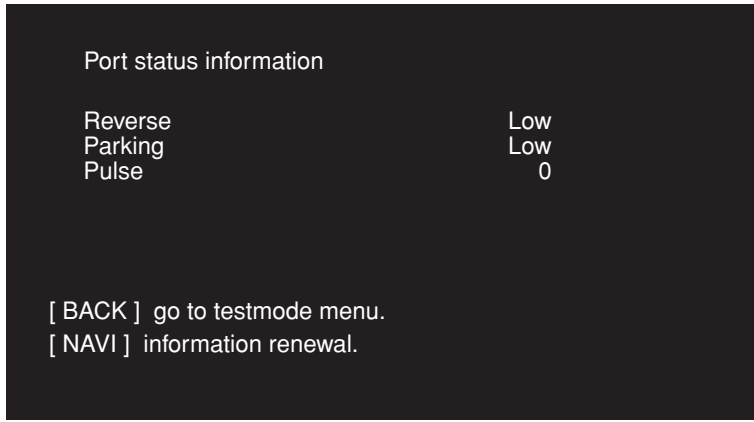 Port status information
Reverse Low
Parking Low
Pulse 0
[ BACK ] go to testmode menu.
[ NAVI ] information renewal.